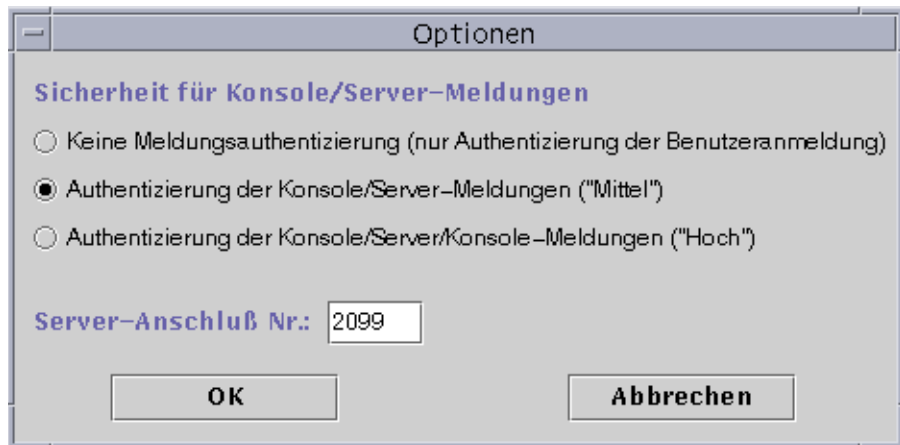 Optionen
Sicherheit für Konsole/Server-Meldungen
Keine Meldungsauthentizierung (nur Authentizierung der Benutzeranmeldung)
Authentizierung der Konsole/Server-Meldungen ("Mittel")
Authentizierung der Konsole/Server/Konsole-Meldungen ("Hoch")
Server-Anschluß Nr.: 2099
OK Abbrechen